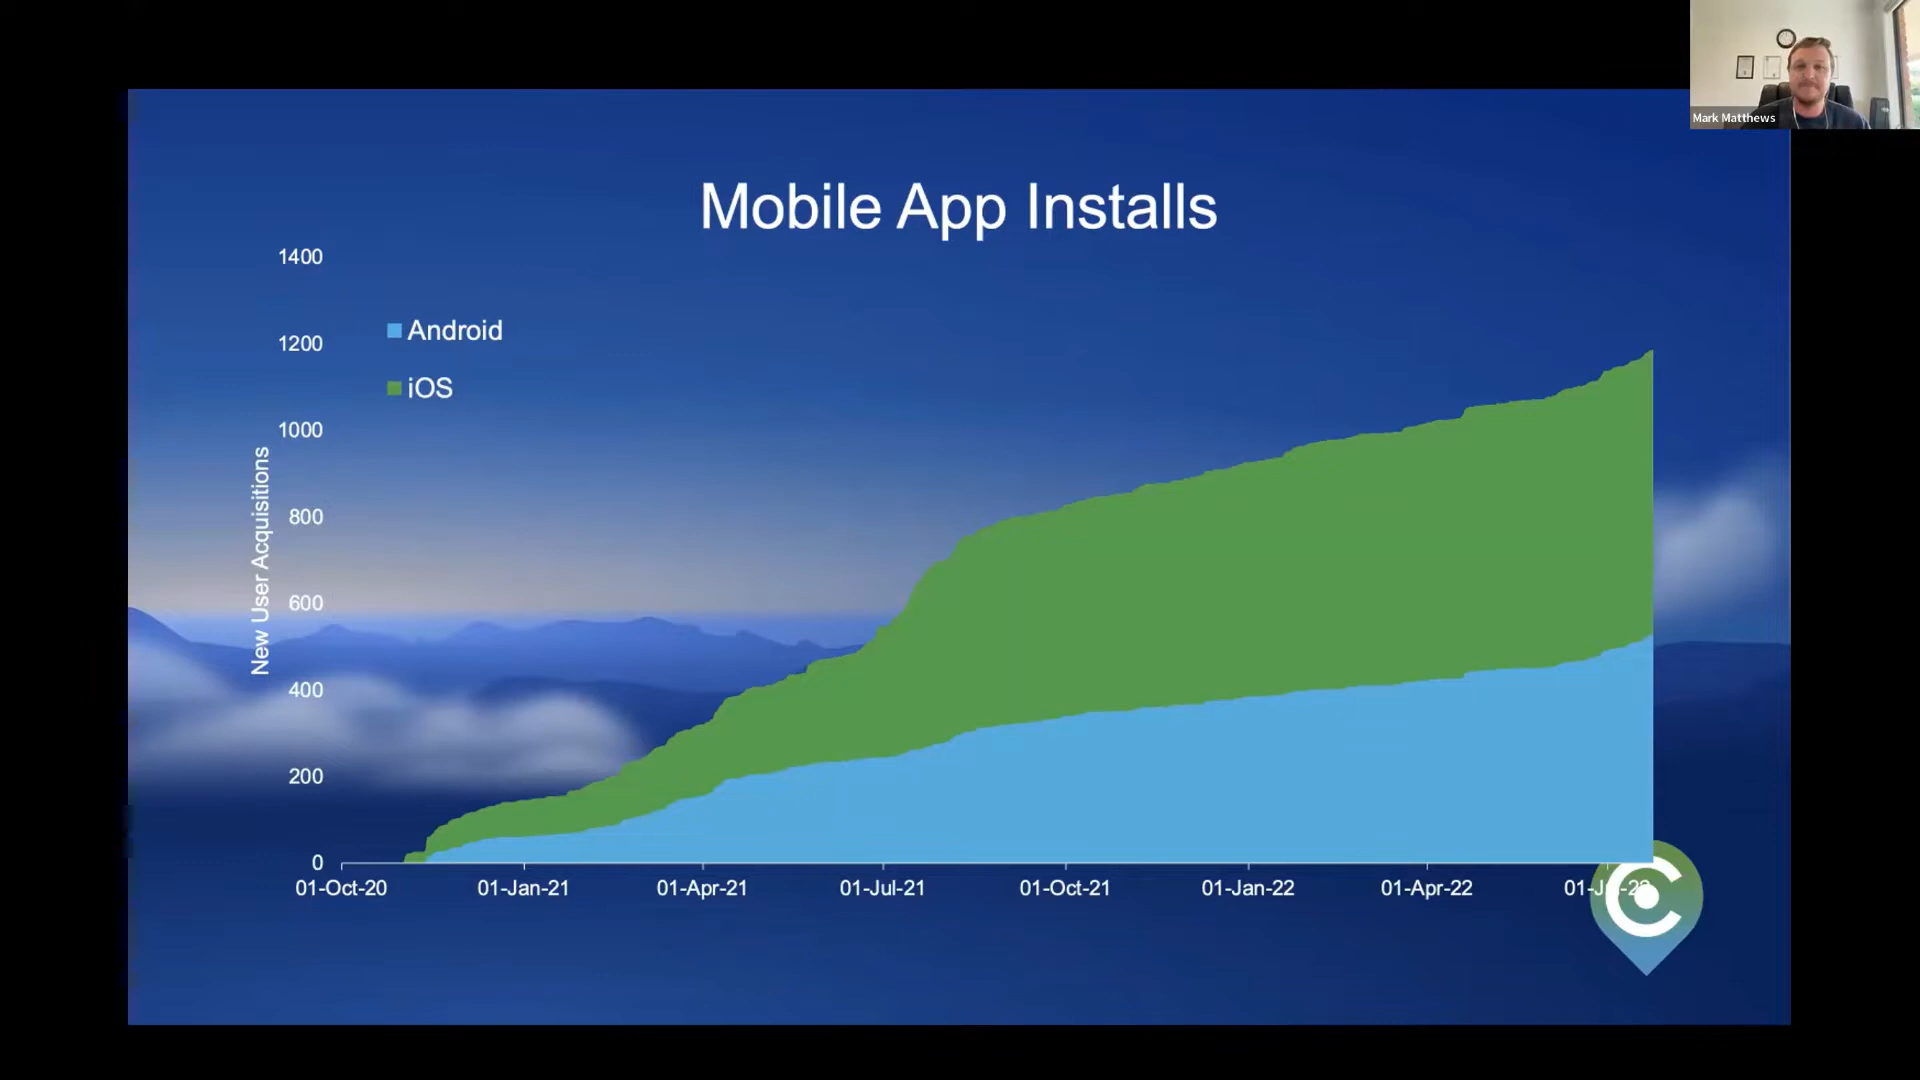 Mark Matthews
Mobile App Installs
1400
1200
1000
800
600
400
200
0
New User Acquisitions
Android
iOS
01-Oct-20
01-Jan-21
01-Apr-21
01-Jul-21
01-Oct-21
01-Jan-22
01-Apr-22